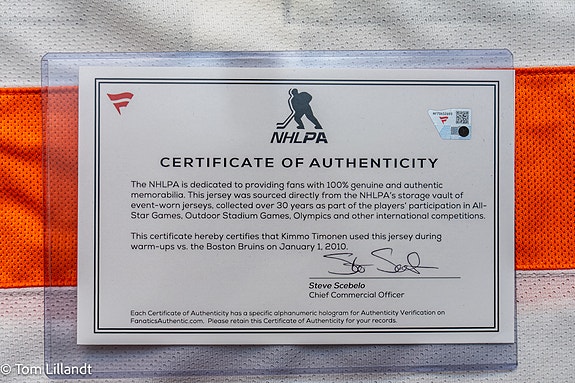 NHLPA
CERTIFICATE OF AUTHENTICITY
The NHLPA is dedicated to providing fans with 100% genuine and authentic
memorabilia. This jersey was sourced directly from the NHLPA's storage vault of
event-worn jerseys, collected over 30 years as part of the players' participation in All-
Star Games, Outdoor Stadium Games, Olympics and other international competitions.
This certificate hereby certifies that Kimmo Timonen used this jersey during
warm-ups vs. the Boston Bruins on January 1, 2010.
Steve Scebelo
Chief Commercial Officer
Each Certificate of Authenticity has a specific alphanumeric hologram for Authenticity Verification on
FanaticsAuthentic.com. Please retain this Certificate of Authenticity for your records.
© Tom Lillandt